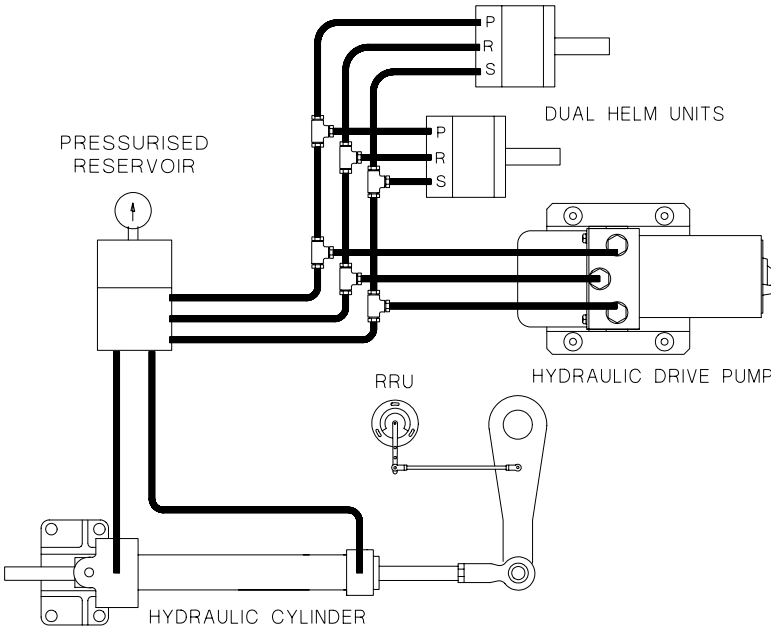 P
R
S
DUAL HELM UNITS
P
R
S
PRESSURISED
RESERVOIR
HYDRAULIC DRIVE PUMP
RRU
HYDRAULIC CYLINDER